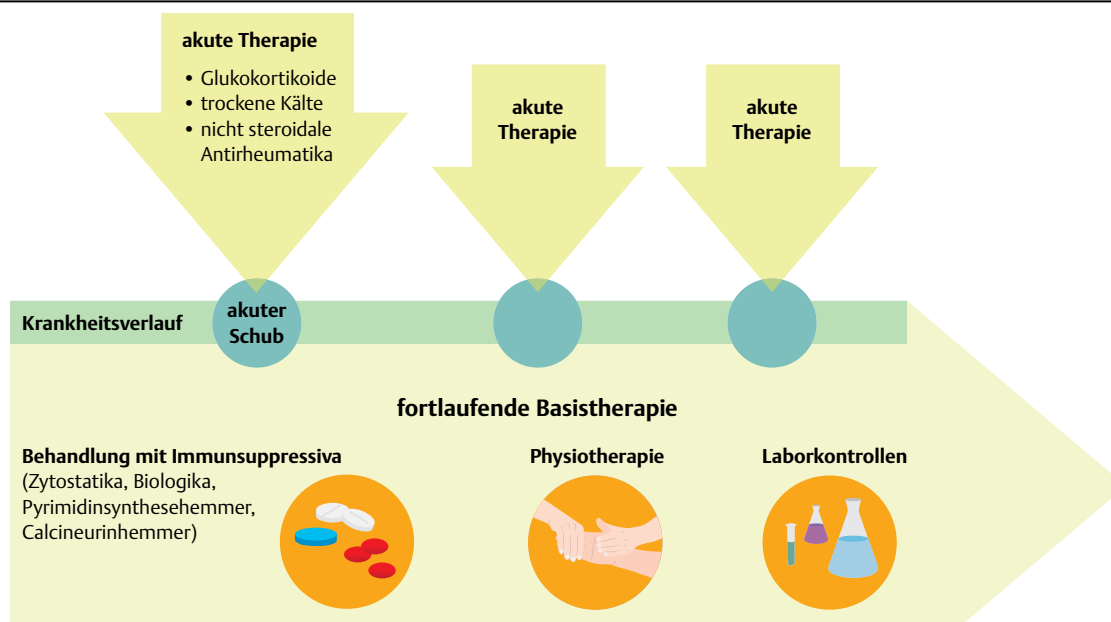 akute Therapie
• Glukokortikoide
• trockene Kälte
• nicht steroidale
Antirheumatika
akute
Therapie
akute
Therapie
Krankheitsverlauf
akuter
Schub
fortlaufende Basistherapie
Behandlung mit Immunsuppressiva
(Zytostatika, Biologika,
Pyrimidinsynthesehemmer,
Calcineurinhemmer)
Physiotherapie
Laborkontrollen